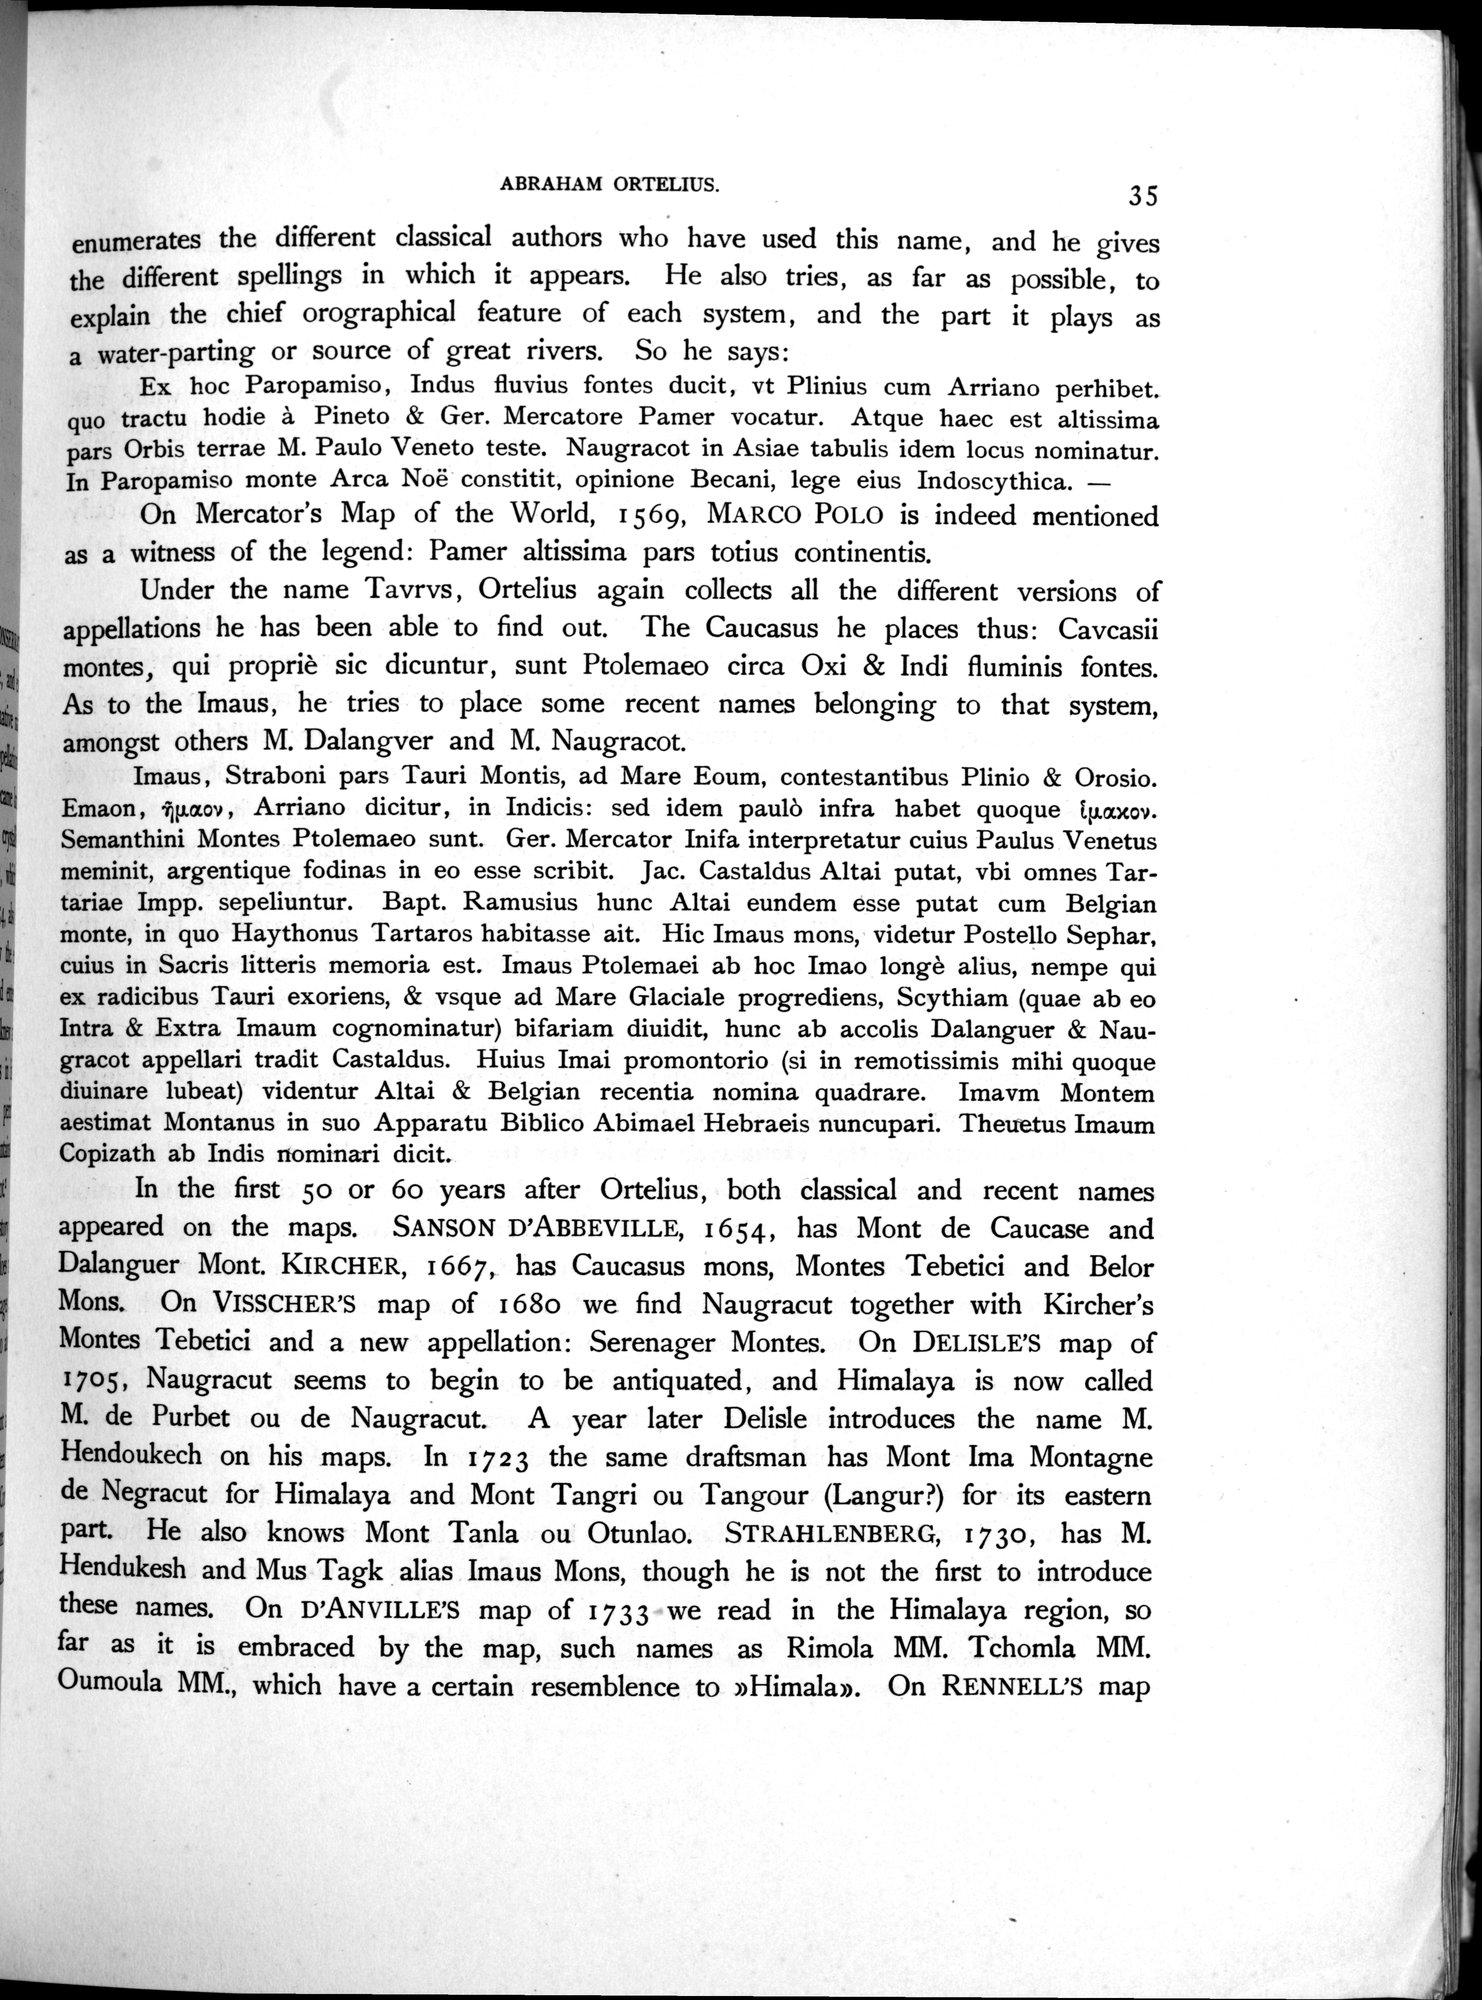 ABRAHAM ORTELIUS.
35
enumerates the different classical authors who have used this name, and he gives
the different spellings in which it appears. He also tries, as far as possible, to
explain the chief orographical feature of each system, and the part it plays as
a water-parting or source of great rivers. So he says:
Ex hoc Paropamiso, Indus fluvius fontes ducit, vt Plinius cum Arriano perhibet.
quo tractu hodie à Pineto & Ger. Mercatore Pamer vocatur. Atque haec est altissima
pars Orbis terrae M. Paulo Veneto teste. Naugracot in Asiae tabulis idem locus nominatur.
In Paropamiso monte Arca Noë constitit, opinione Becani, lege eius Indoscythica. —
On Mercator's Map of the World, 1569, MARCO POLO is indeed mentioned
as a witness of the legend: Pamer altissima pars totius continentis.
Under the name Tavrvs, Ortelius again collects all the different versions of
appellations he has been able to find out. The Caucasus he places thus: Cavcasii
montes, qui propriè sic dicuntur, sunt Ptolemaeo circa Oxi & Indi fluminis fontes.
As to the Imaus, he tries to place some recent names belonging to that system,
amongst others M. Dalangver and M. Naugracot.
Imaus, Straboni pars Tauri Montis, ad Mare Eoum, contestantibus Plinio & Orosio.
Emaon, ἤμαον, Arriano dicitur, in Indicis: sed idem paulò infra habet quoque ἱμαχον.
Semanthini Montes Ptolemaeo sunt. Ger. Mercator Inifa interpretatur cuius Paulus Venetus
meminit, argentique fodinas in eo esse scribit. Jac. Castaldus Altai putat, vbi omnes Tar-
tariae Impp. sepeliuntur. Bapt. Ramusius hunc Altai eundem esse putat cum Belgian
monte, in quo Haythonus Tartaros habitasse ait. Hic Imaus mons, videtur Postello Sephar,
cuius in Sacris litteris memoria est. Imaus Ptolemaei ab hoc Imao longè alius, nempe qui
ex radicibus Tauri exoriens, & vsque ad Mare Glaciale progrediens, Scythiam (quae ab eo
Intra & Extra Imaum cognominatur) bifariam diuidit, hunc ab accolis Dalanguer & Nau-
gracot appellari tradit Castaldus. Huius Imai promontorio (si in remotissimis mihi quoque
diuinare lubeat) videntur Altai & Belgian recentia nomina quadrare. Imavm Montem
aestimat Montanus in suo Apparatu Biblico Abimael Hebraeis nuncupari. Theuetus Imaum
Copizath ab Indis nominari dicit.
In the first 50 or 60 years after Ortelius, both classical and recent names
appeared on the maps. SANSON D'ABBEVILLE, 1654, has Mont de Caucase and
Dalanguer Mont. KIRCHER, 1667, has Caucasus mons, Montes Tebetici and Belor
Mons. On VISSCHER'S map of 1680 we find Naugracut together with Kircher's
Montes Tebetici and a new appellation: Serenager Montes. On DELISLE'S map of
1705, Naugracut seems to begin to be antiquated, and Himalaya is now called
M. de Purbet ou de Naugracut. A year later Delisle introduces the name M.
Hendoukech on his maps. In 1723 the same draftsman has Mont Ima Montagne
de Negracut for Himalaya and Mont Tangri ou Tangour (Langur?) for its eastern
part. He also knows Mont Tanla ou Otunlao. STRAHLENBERG, 1730, has M.
Hendukesh and Mus Tagk alias Imaus Mons, though he is not the first to introduce
these names. On D'ANVILLE'S map of 1733 we read in the Himalaya region, so
far as it is embraced by the map, such names as Rimola MM. Tchomla MM.
Oumoula MM., which have a certain resemblence to »Himala». On RENNELL'S map